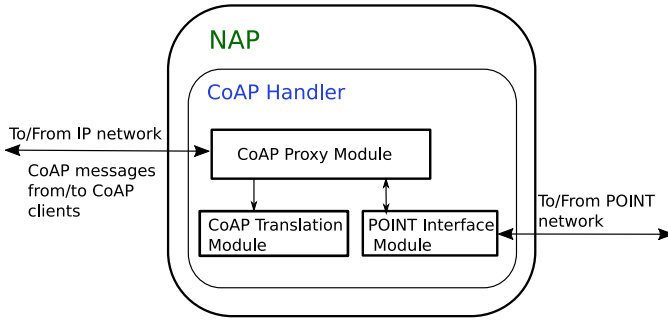 NAP
CoAP Handler
To/From IP network
CoAP Proxy Module
CoAP messages
from/to CoAP
clients
CoAP Translation
Module
POINT Interface
Module
To/From POINT
network